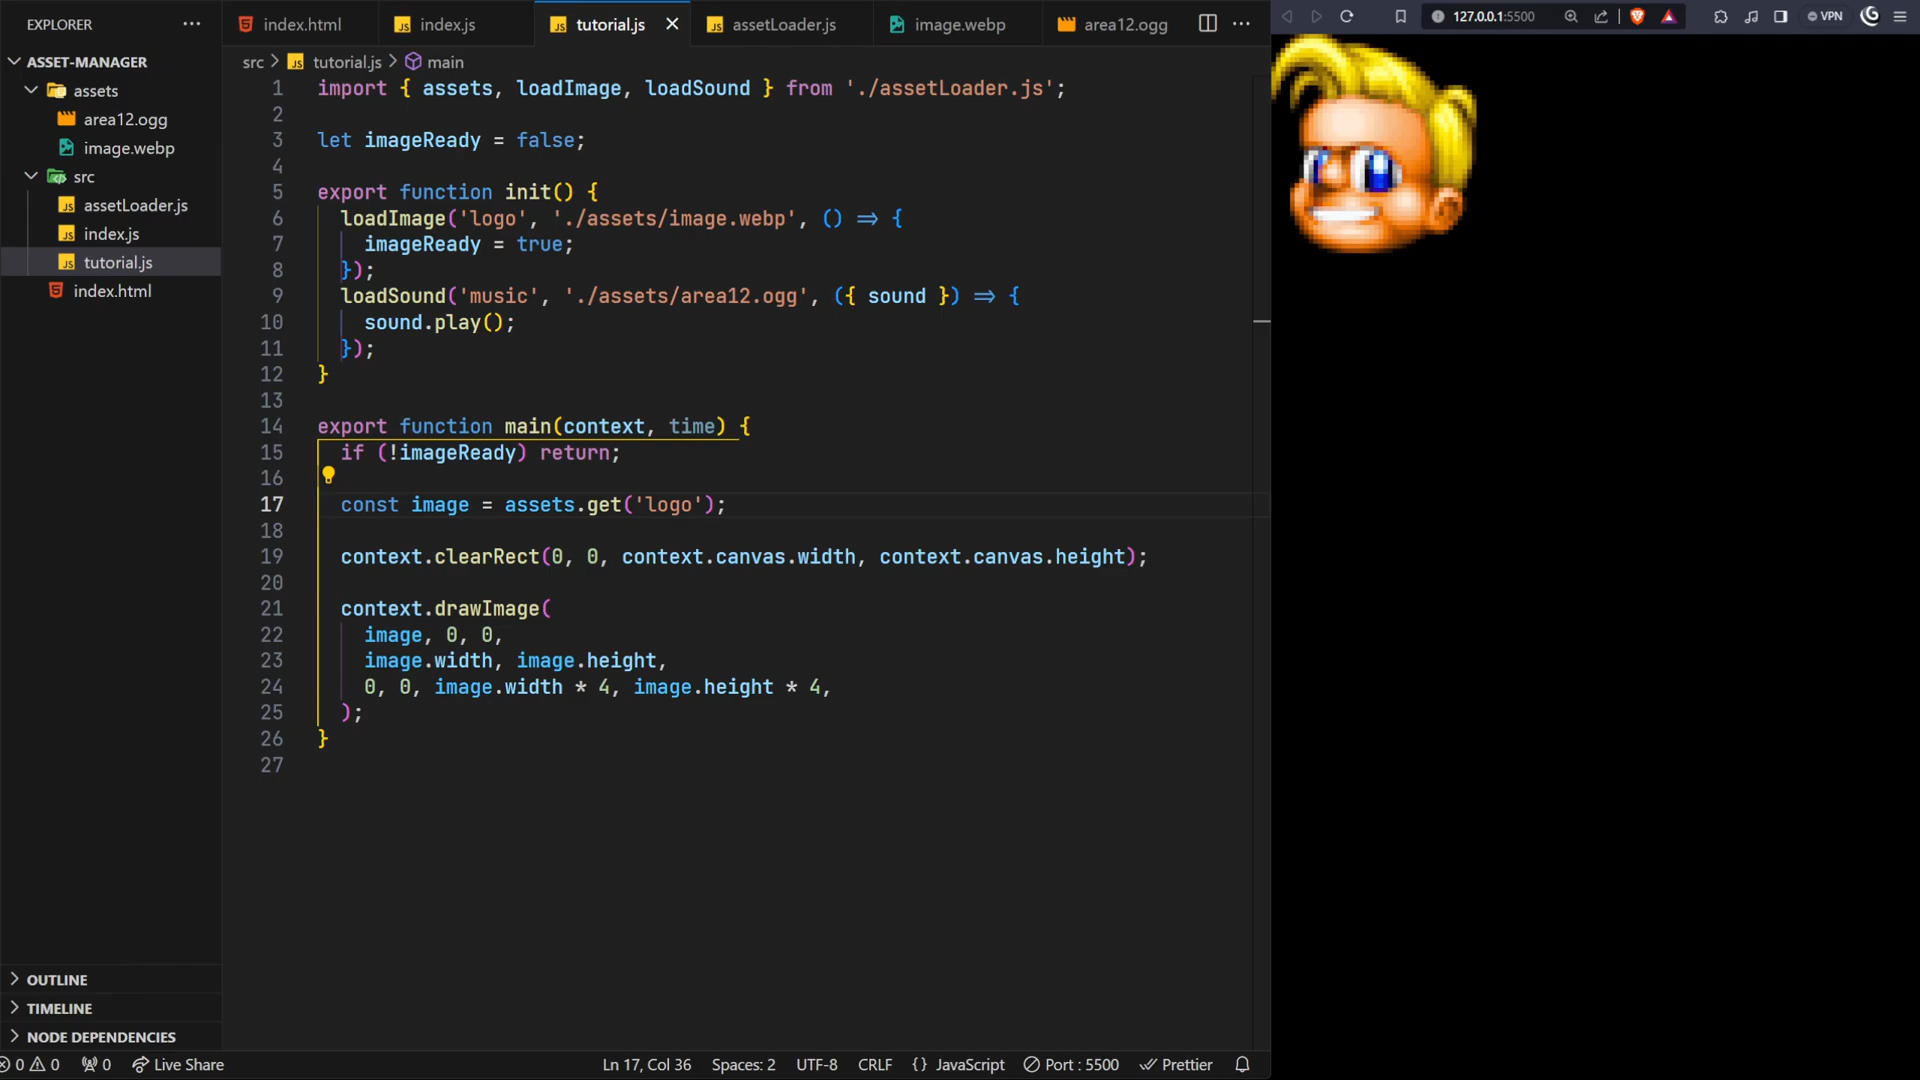 EXPLORER
ASSET-MANAGER
assets
area12.ogg
image.webp
src
assetLoader.js
index.js
tutorial.js
index.html
OUTLINE
TIMELINE
NODE DEPENDENCIES
index.html index.js tutorial.js assetLoader.js image.webp area12.ogg
src > tutorial.js > main
1 import { assets, loadImage, loadSound } from './assetLoader.js';
2
3 let imageReady = false;
4
5 export function init() {
6 loadImage('logo', './assets/image.webp', () => {
7 imageReady = true;
8 });
9 loadSound('music', './assets/area12.ogg', ({ sound }) => {
10 sound.play();
11 });
12 }
13
14 export function main(context, time) {
15 if (!imageReady) return;
16
17 const image = assets.get('logo');
18
19 context.clearRect(0, 0, context.canvas.width, context.canvas.height);
20
21 context.drawImage(
22 image, 0, 0,
23 image.width, image.height,
24 0, 0, image.width * 4, image.height * 4,
25 );
26 }
27
0 0 0 Live Share Ln 17, Col 36 Spaces: 2 UTF-8 CRLF {} JavaScript Port : 5500 Prettier
127.0.0.1:5500 VPN